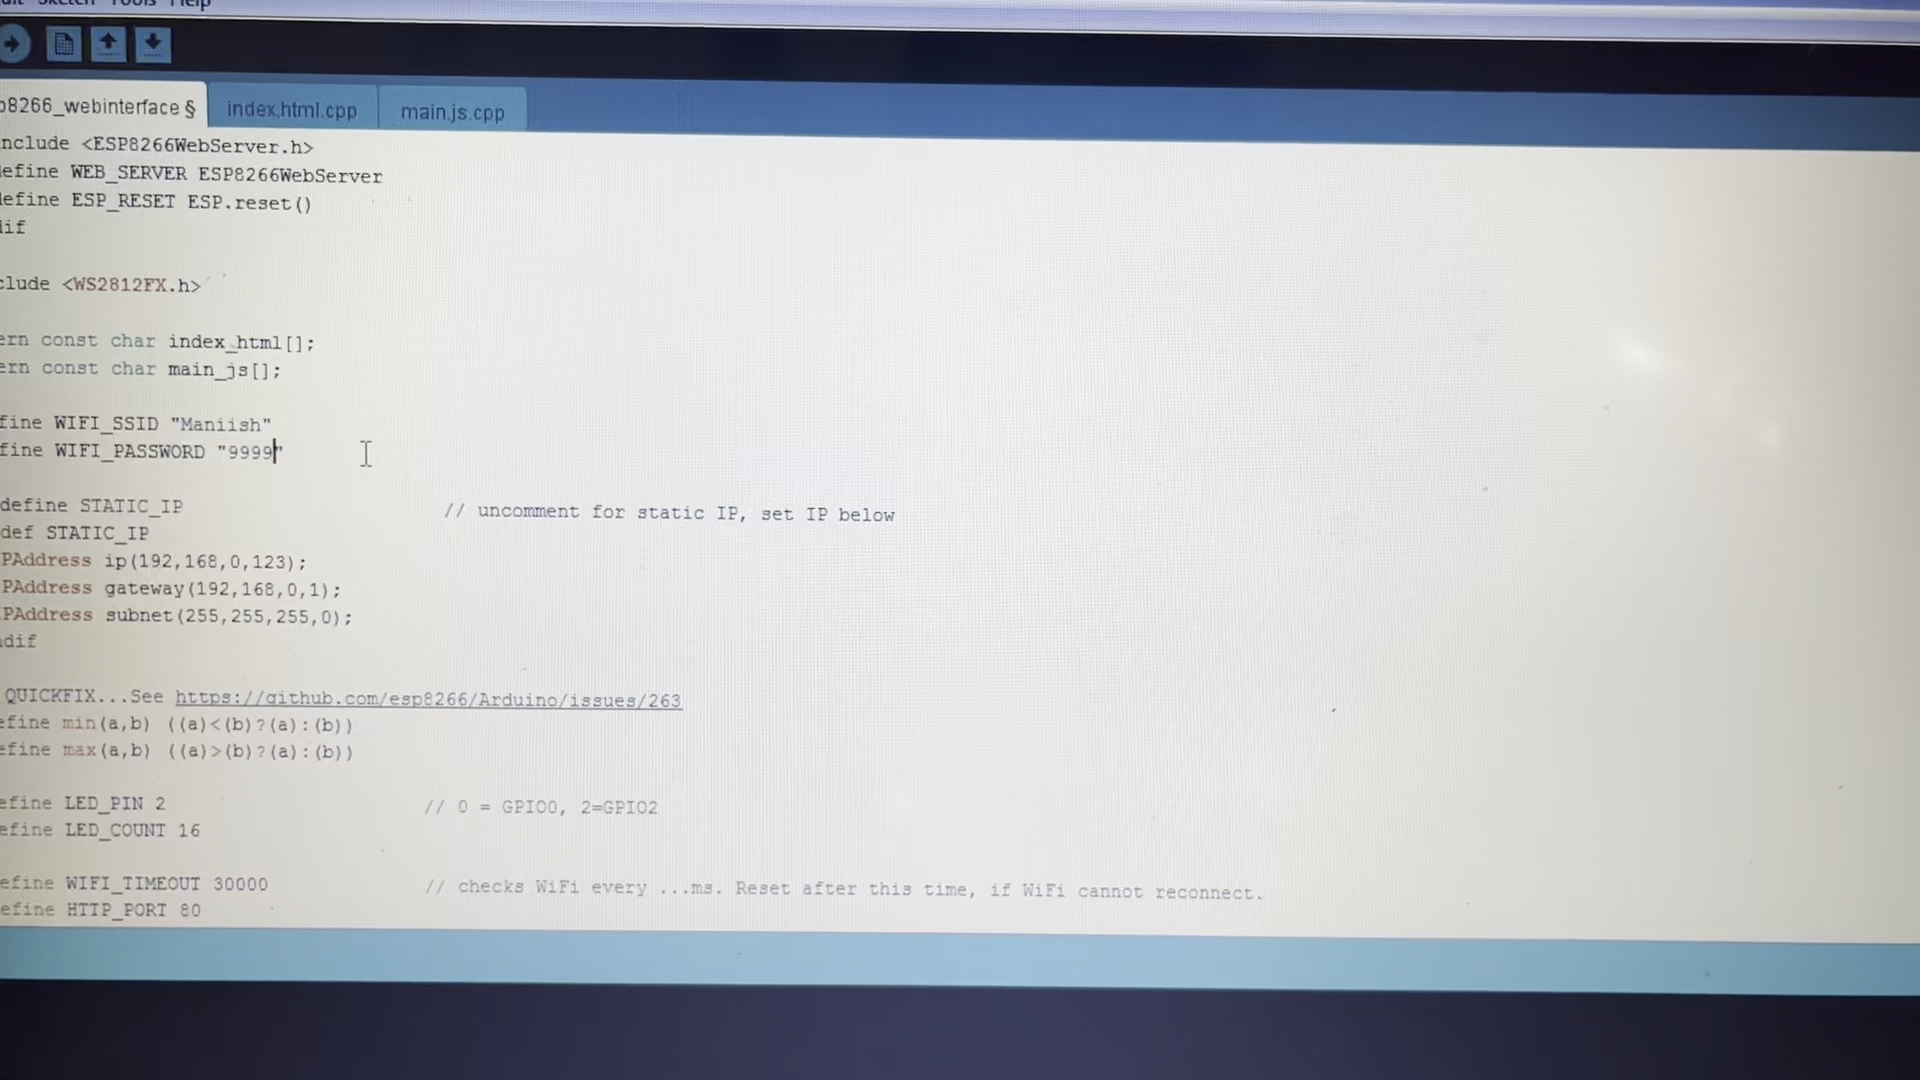 Sketch Tools Help
p8266_webinterface § index.html.cpp main.js.cpp
nclude <ESP8266WebServer.h>
efine WEB_SERVER ESP8266WebServer
efine ESP_RESET ESP.reset()
dif
clude <WS2812FX.h>
ern const char index_html[];
ern const char main_js[];
fine WIFI_SSID "Maniish"
fine WIFI_PASSWORD "9999"
define STATIC_IP // uncomment for static IP, set IP below
def STATIC_IP
PAddress ip(192,168,0,123);
PAddress gateway(192,168,0,1);
PAddress subnet(255,255,255,0);
dif
QUICKFIX...See https://github.com/esp8266/Arduino/issues/263
efine min(a,b) ((a)<(b)?(a):(b))
efine max(a,b) ((a)>(b)?(a):(b))
efine LED_PIN 2 // 0 = GPIO0, 2=GPIO2
efine LED_COUNT 16
efine WIFI_TIMEOUT 30000 // checks WiFi every ...ms. Reset after this time, if WiFi cannot reconnect.
efine HTTP_PORT 80